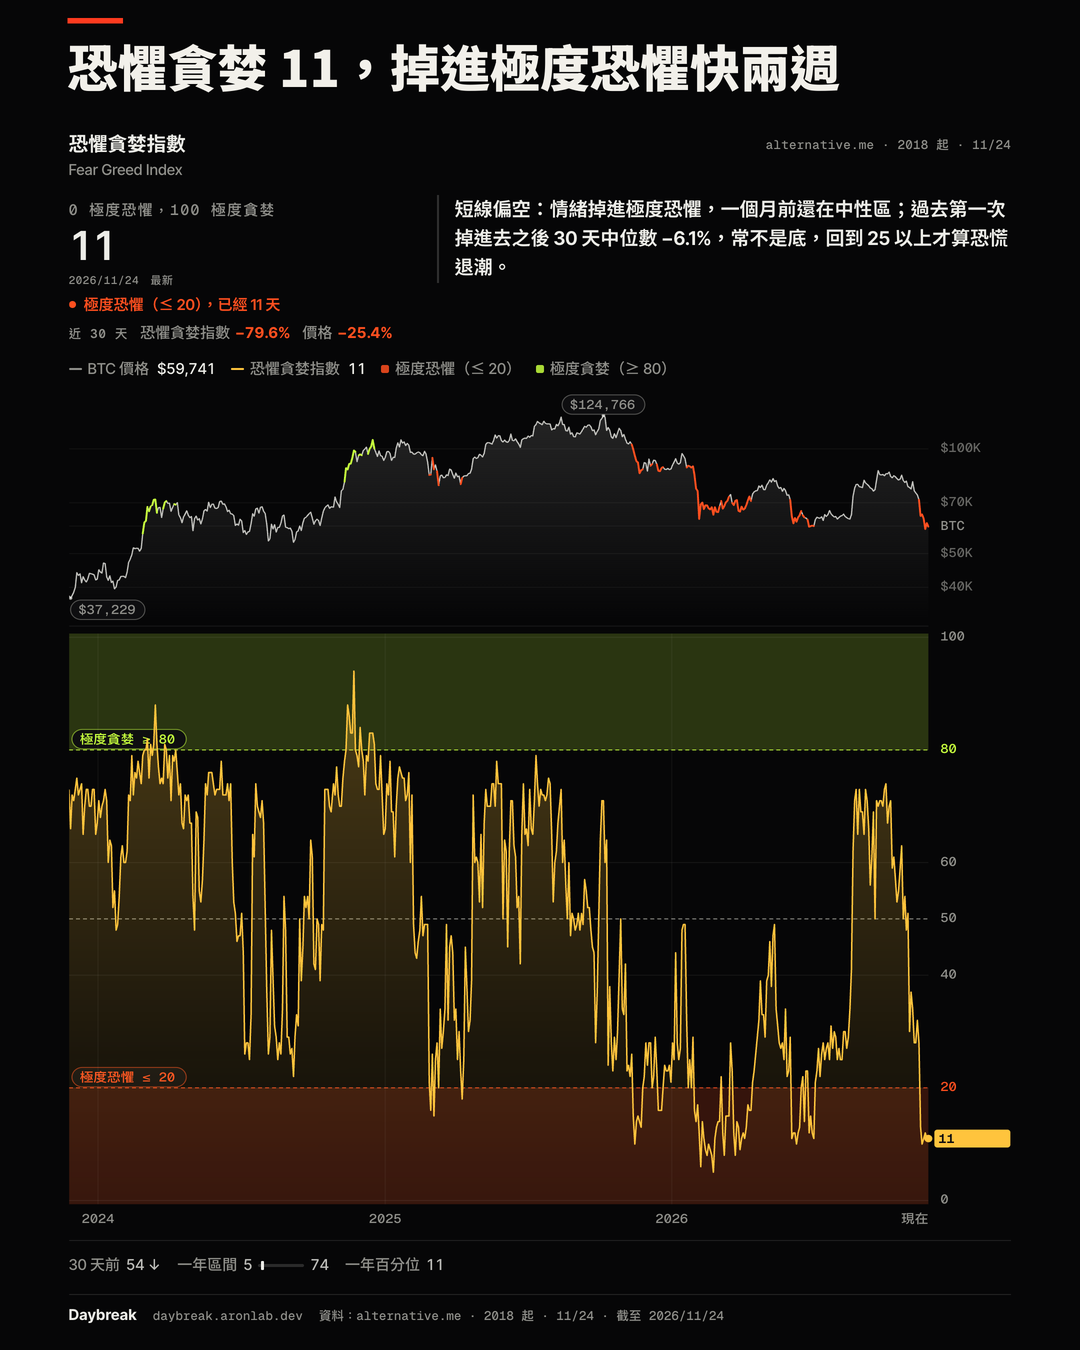 恐懼貪婪 11，掉進極度恐懼快兩週
恐懼貪婪指數
alternative.me · 2018 起 · 11/24
Fear Greed Index
0 極度恐懼，100 極度貪婪
11
2026/11/24 最新
極度恐懼（≤ 20），已經 11 天
近 30 天 恐懼貪婪指數 −79.6% 價格 −25.4%
短線偏空：情緒掉進極度恐懼，一個月前還在中性區；過去第一次
掉進去之後 30 天中位數 −6.1%，常不是底，回到 25 以上才算恐慌
退潮。
BTC 價格 $59,741 恐懼貪婪指數 11 極度恐懼（≤ 20） 極度貪婪（≥ 80）
$124,766
$100K
$70K
BTC
$50K
$40K
$37,229
100
極度貪婪 ≥ 80
80
60
50
40
極度恐懼 ≤ 20
20
11
0
2024 2025 2026 現在
30 天前 54 ↓ 一年區間 5 74 一年百分位 11
Daybreak daybreak.aronlab.dev 資料：alternative.me · 2018 起 · 11/24 · 截至 2026/11/24